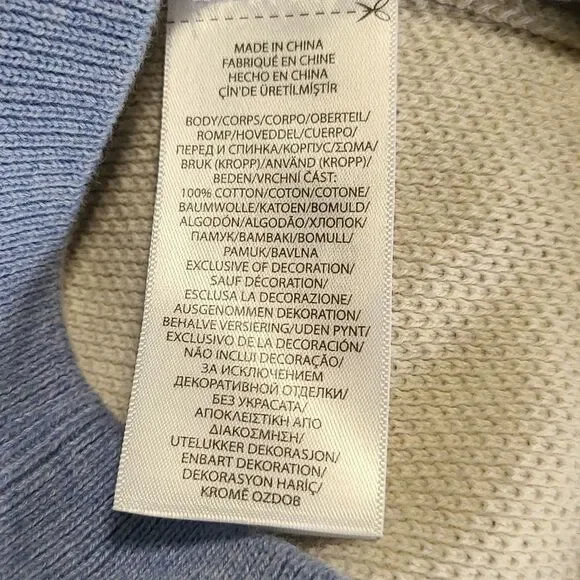 MADE IN CHINA
FABRIQUÉ EN CHINE
HECHO EN CHINA
ÇİN'DE ÜRETİLMİŞTİR
BODY/CORPS/CORPO/OBERTEIL/
ROMP/HOVEDDEL/CUERPO/
ПЕРЕД И СПИНКА/КОРПУС/ΣΩΜΑ/
BRUK (KROPP)/ANVÄND (KROPP)/
BEDEN/VRCHNÍ ČÁST:
100% COTTON/COTON/COTONE/
BAUMWOLLE/KATOEN/BOMULD/
ALGODÓN/ALGODÃO/ХЛОПОК/
ПАМУК/ΒΑΜΒΑΚΙ/BOMULL/
PAMUK/BAVLNA
EXCLUSIVE OF DECORATION/
SAUF DÉCORATION/
ESCLUSA LA DECORAZIONE/
AUSGENOMMEN DEKORATION/
BEHALVE VERSIERING/UDEN PYNT/
EXCLUSIVO DE LA DECORACIÓN/
NÃO INCLUI DECORAÇÃO/
ЗА ИСКЛЮЧЕНИЕМ
ДЕКОРАТИВНОЙ ОТДЕЛКИ/
БЕЗ УКРАСАТА/
ΑΠΟΚΛΕΙΣΤΙΚΗ ΑΠΟ
ΔΙΑΚΟΣΜΗΣΗ/
UTELUKKER DEKORASJON/
ENBART DEKORATION/
DEKORASYON HARİÇ/
KROMĚ OZDOB